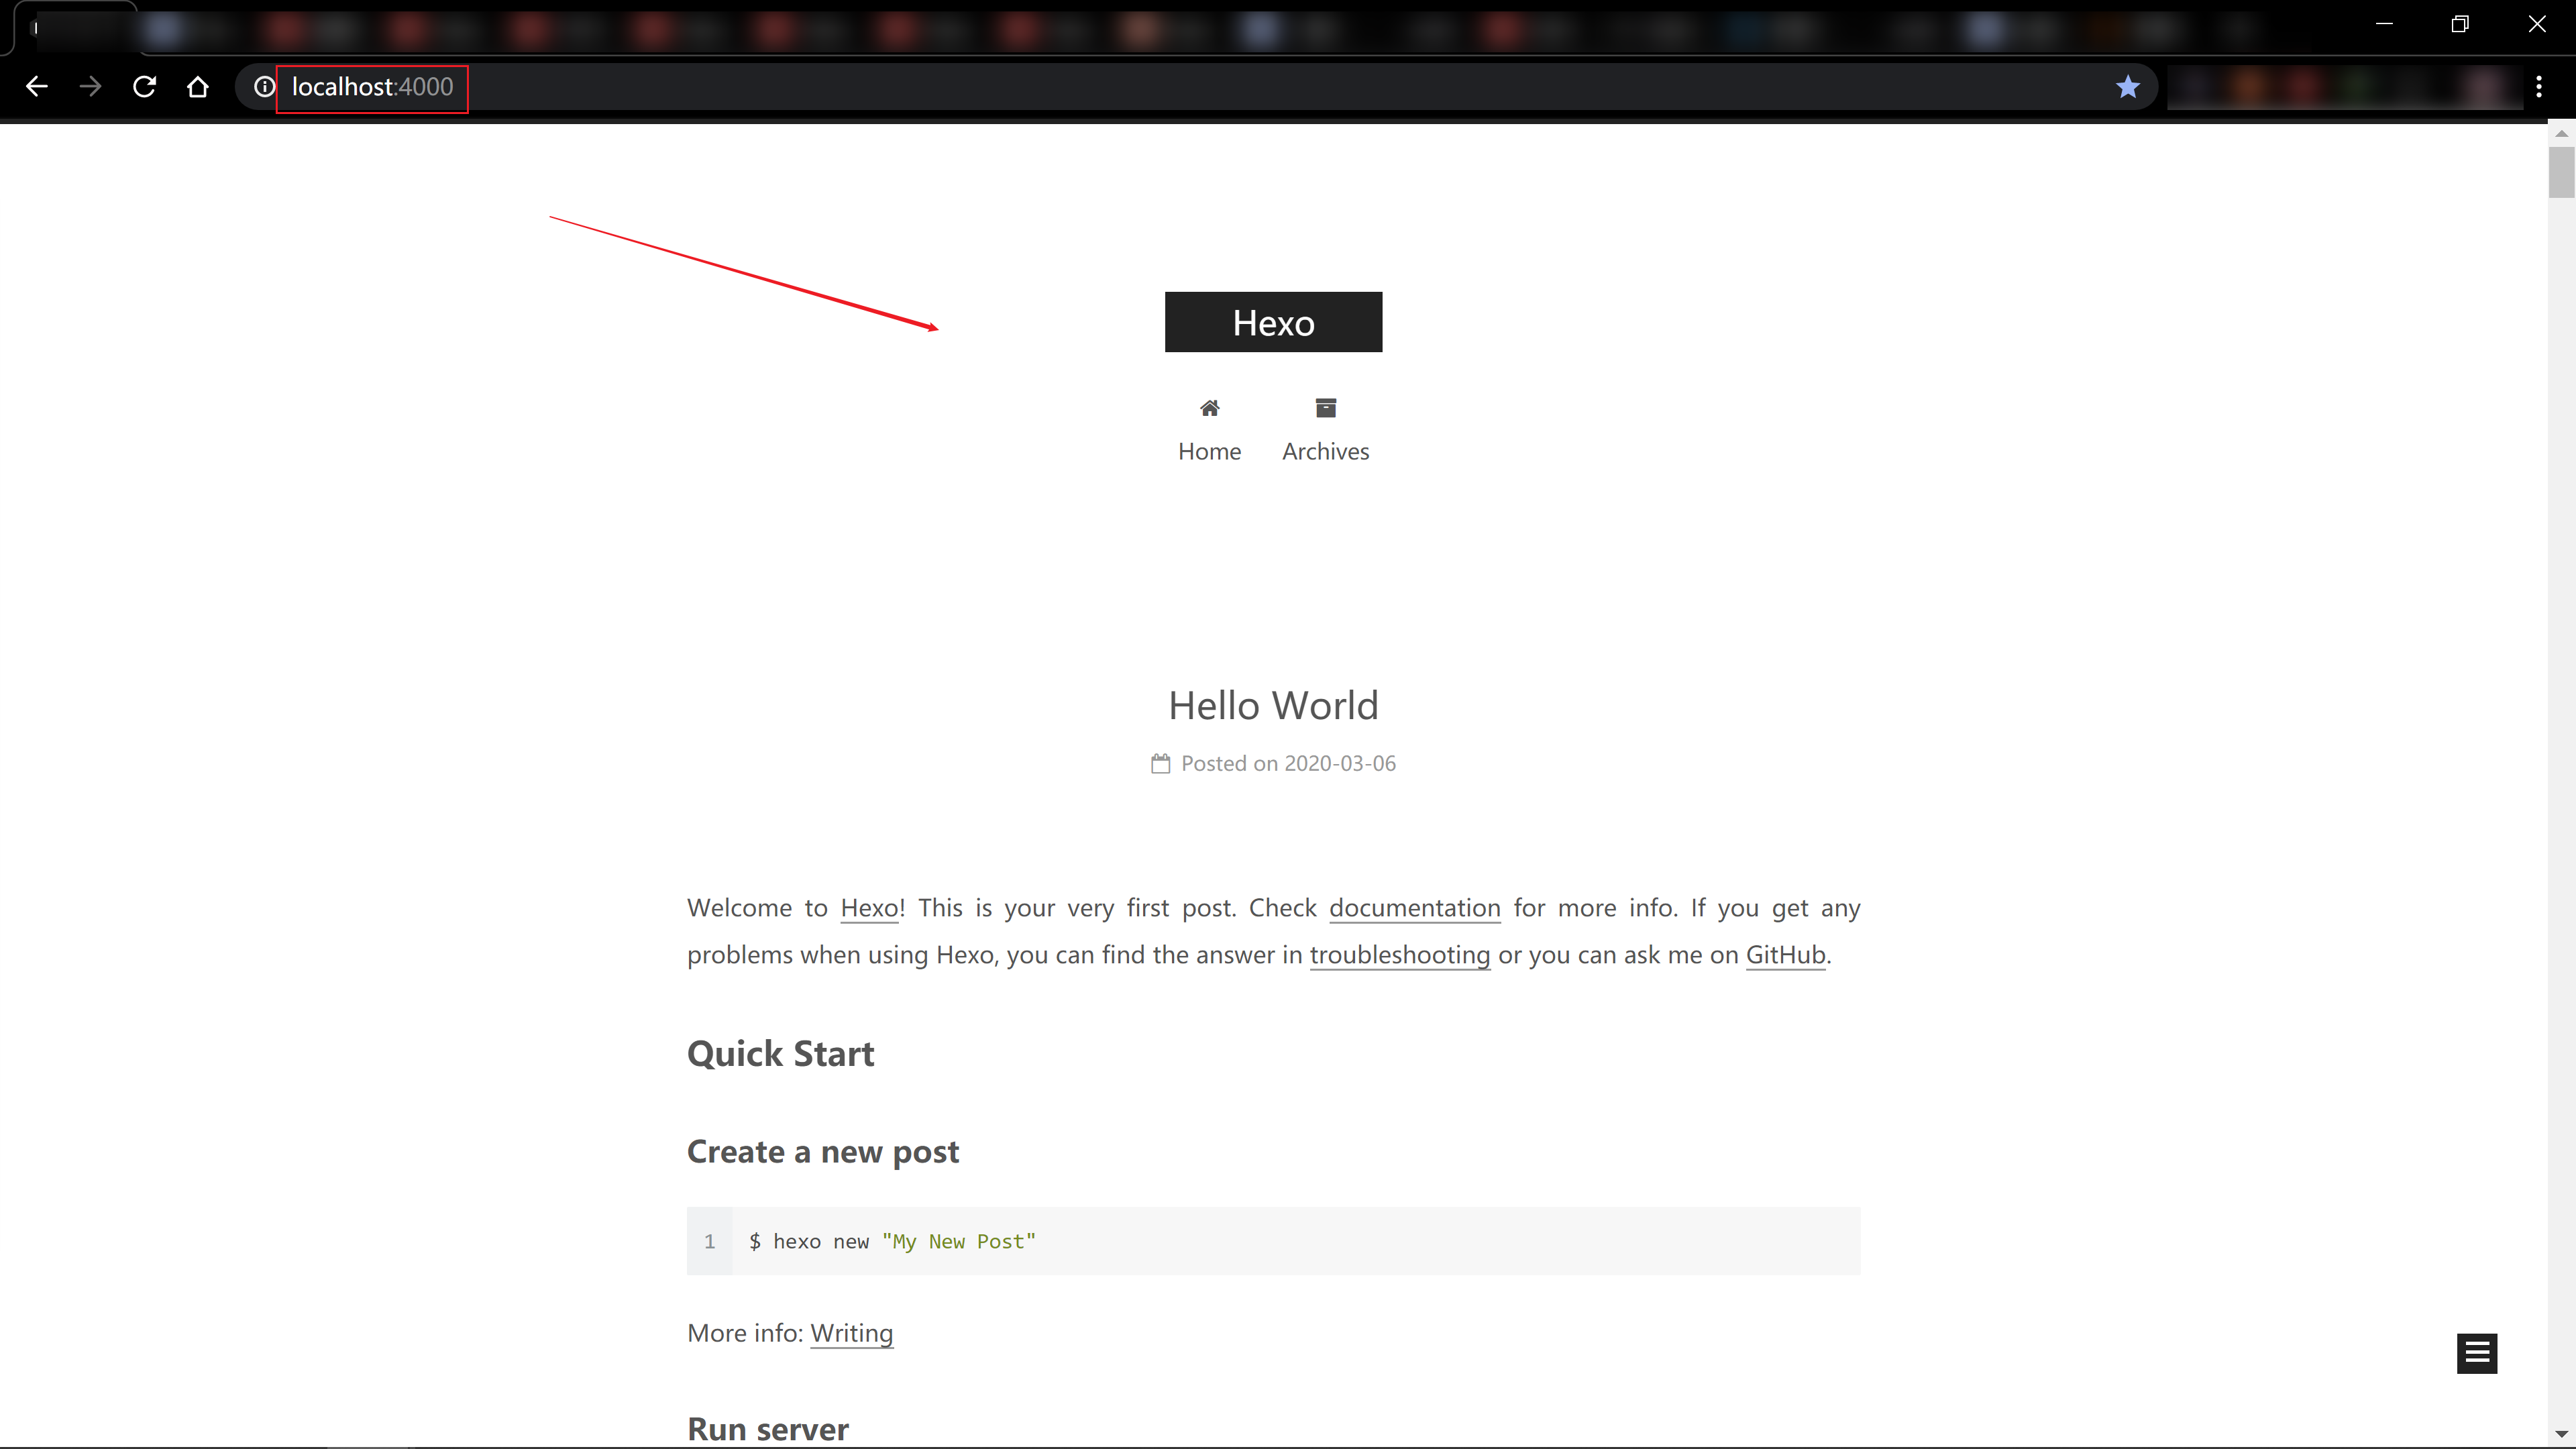 localhost:4000
Hexo
Home Archives
Hello World
Posted on 2020-03-06
Welcome to Hexo! This is your very first post. Check documentation for more info. If you get any
problems when using Hexo, you can find the answer in troubleshooting or you can ask me on GitHub.
Quick Start
Create a new post
1 $ hexo new "My New Post"
More info: Writing
Run server